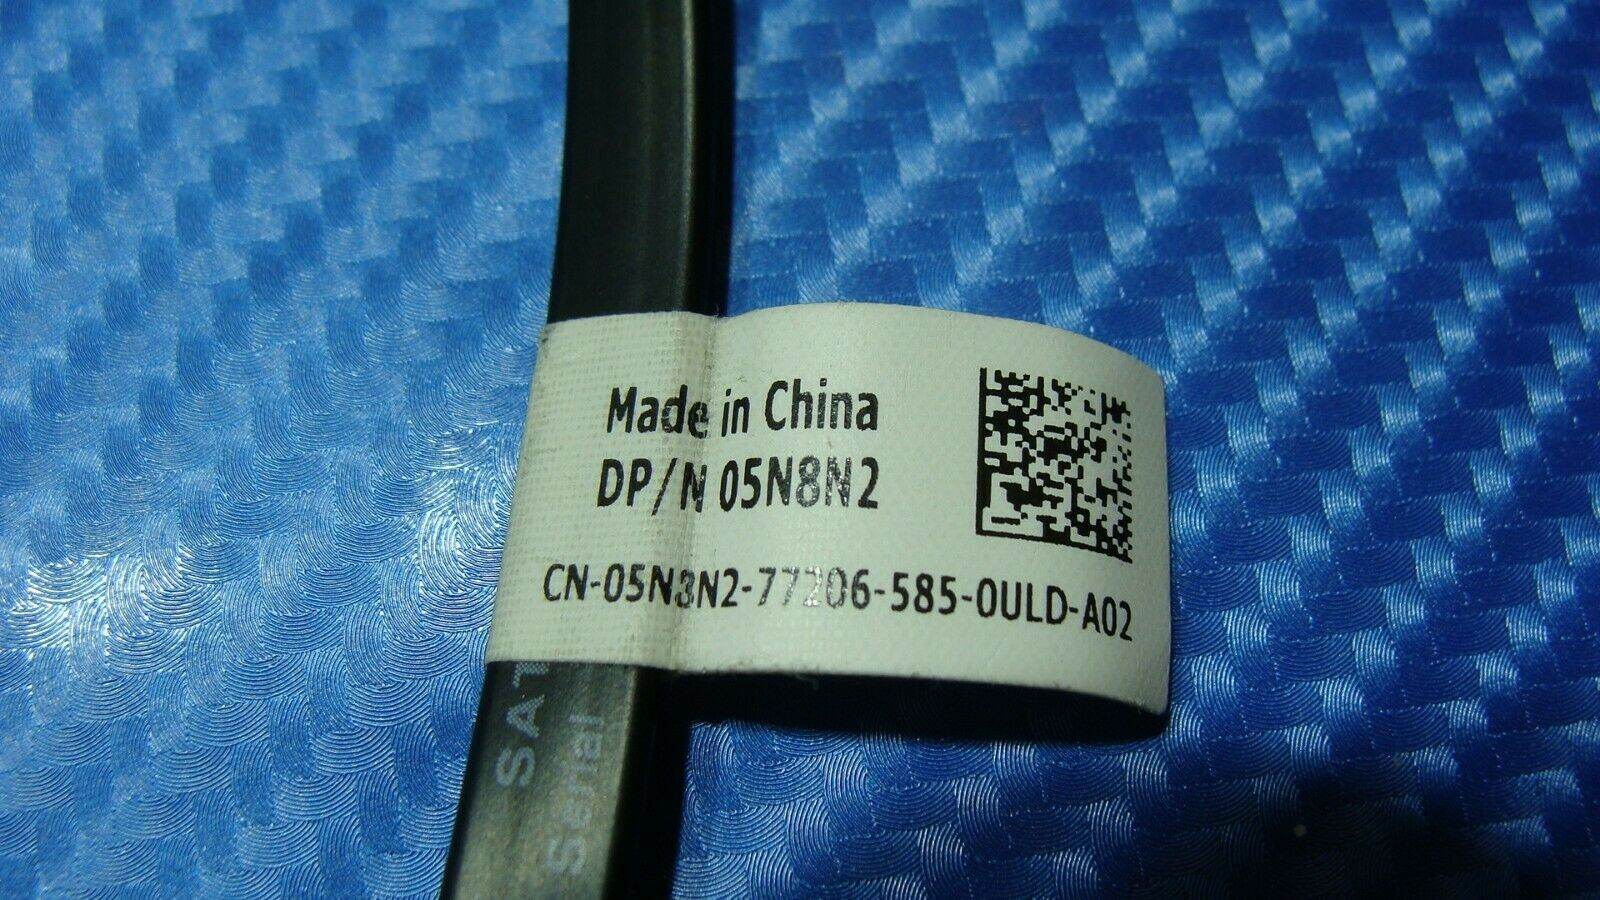 Made in China
DP/N 05N8N2
CN-05N8N2-77206-585-0ULD-A02
SAT
Serial